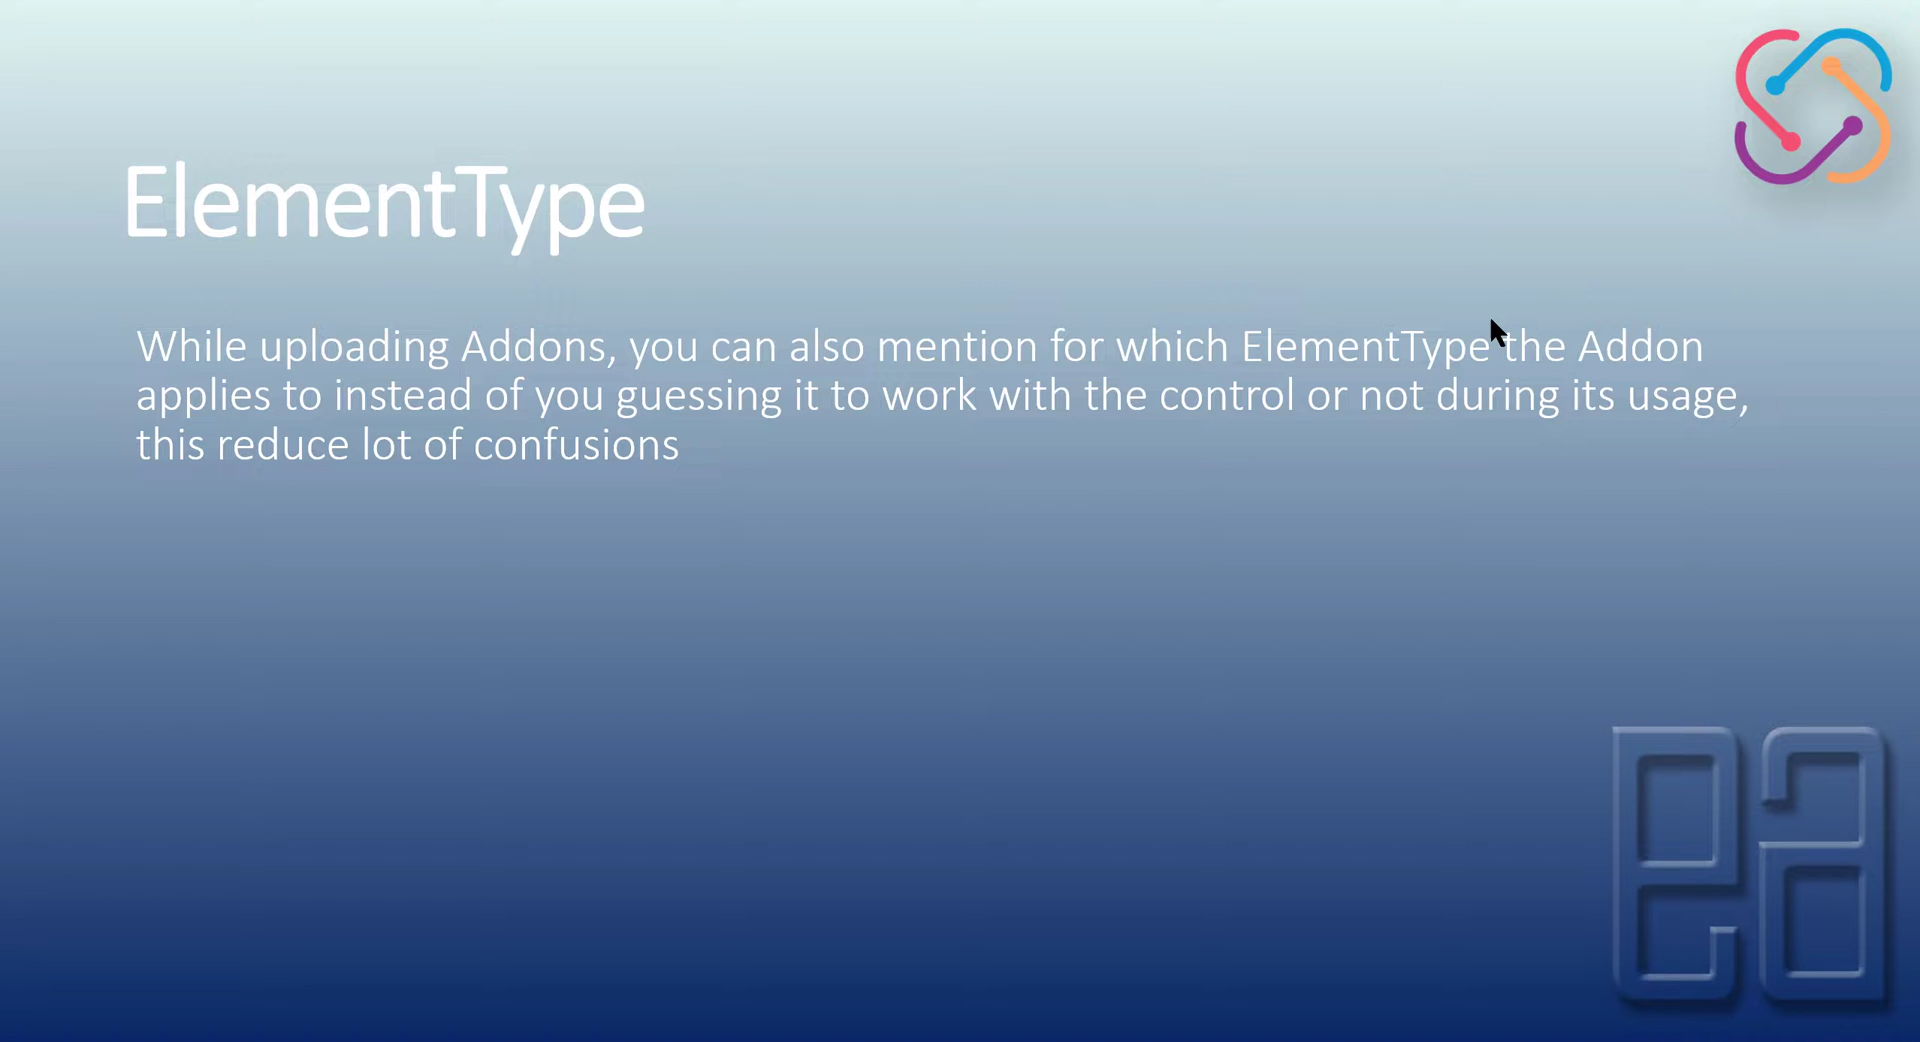 ElementType
While uploading Addons, you can also mention for which ElementType the Addon
applies to instead of you guessing it to work with the control or not during its usage,
this reduce lot of confusions
ea